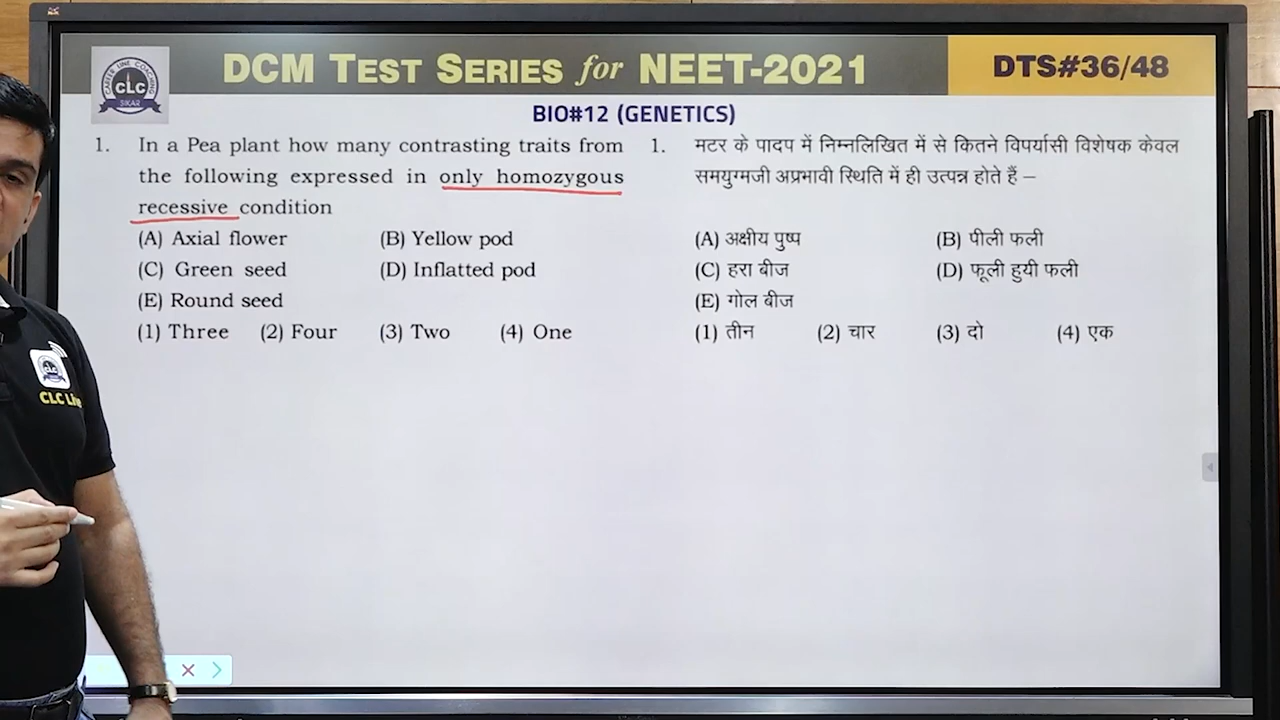 DCM TEST SERIES for NEET-2021
DTS#36/48
CAREER LINE COACHING
CLC
SIKAR
BIO#12 (GENETICS)
1. In a Pea plant how many contrasting traits from
the following expressed in only homozygous
recessive condition
(A) Axial flower (B) Yellow pod
(C) Green seed (D) Inflatted pod
(E) Round seed
(1) Three (2) Four (3) Two (4) One
1. मटर के पादप में निम्नलिखित में से कितने विपर्यासी विशेषक केवल
समयुग्मजी अप्रभावी स्थिति में ही उत्पन्न होते हैं –
(A) अक्षीय पुष्प (B) पीली फली
(C) हरा बीज (D) फूली हुयी फली
(E) गोल बीज
(1) तीन (2) चार (3) दो (4) एक
CLC